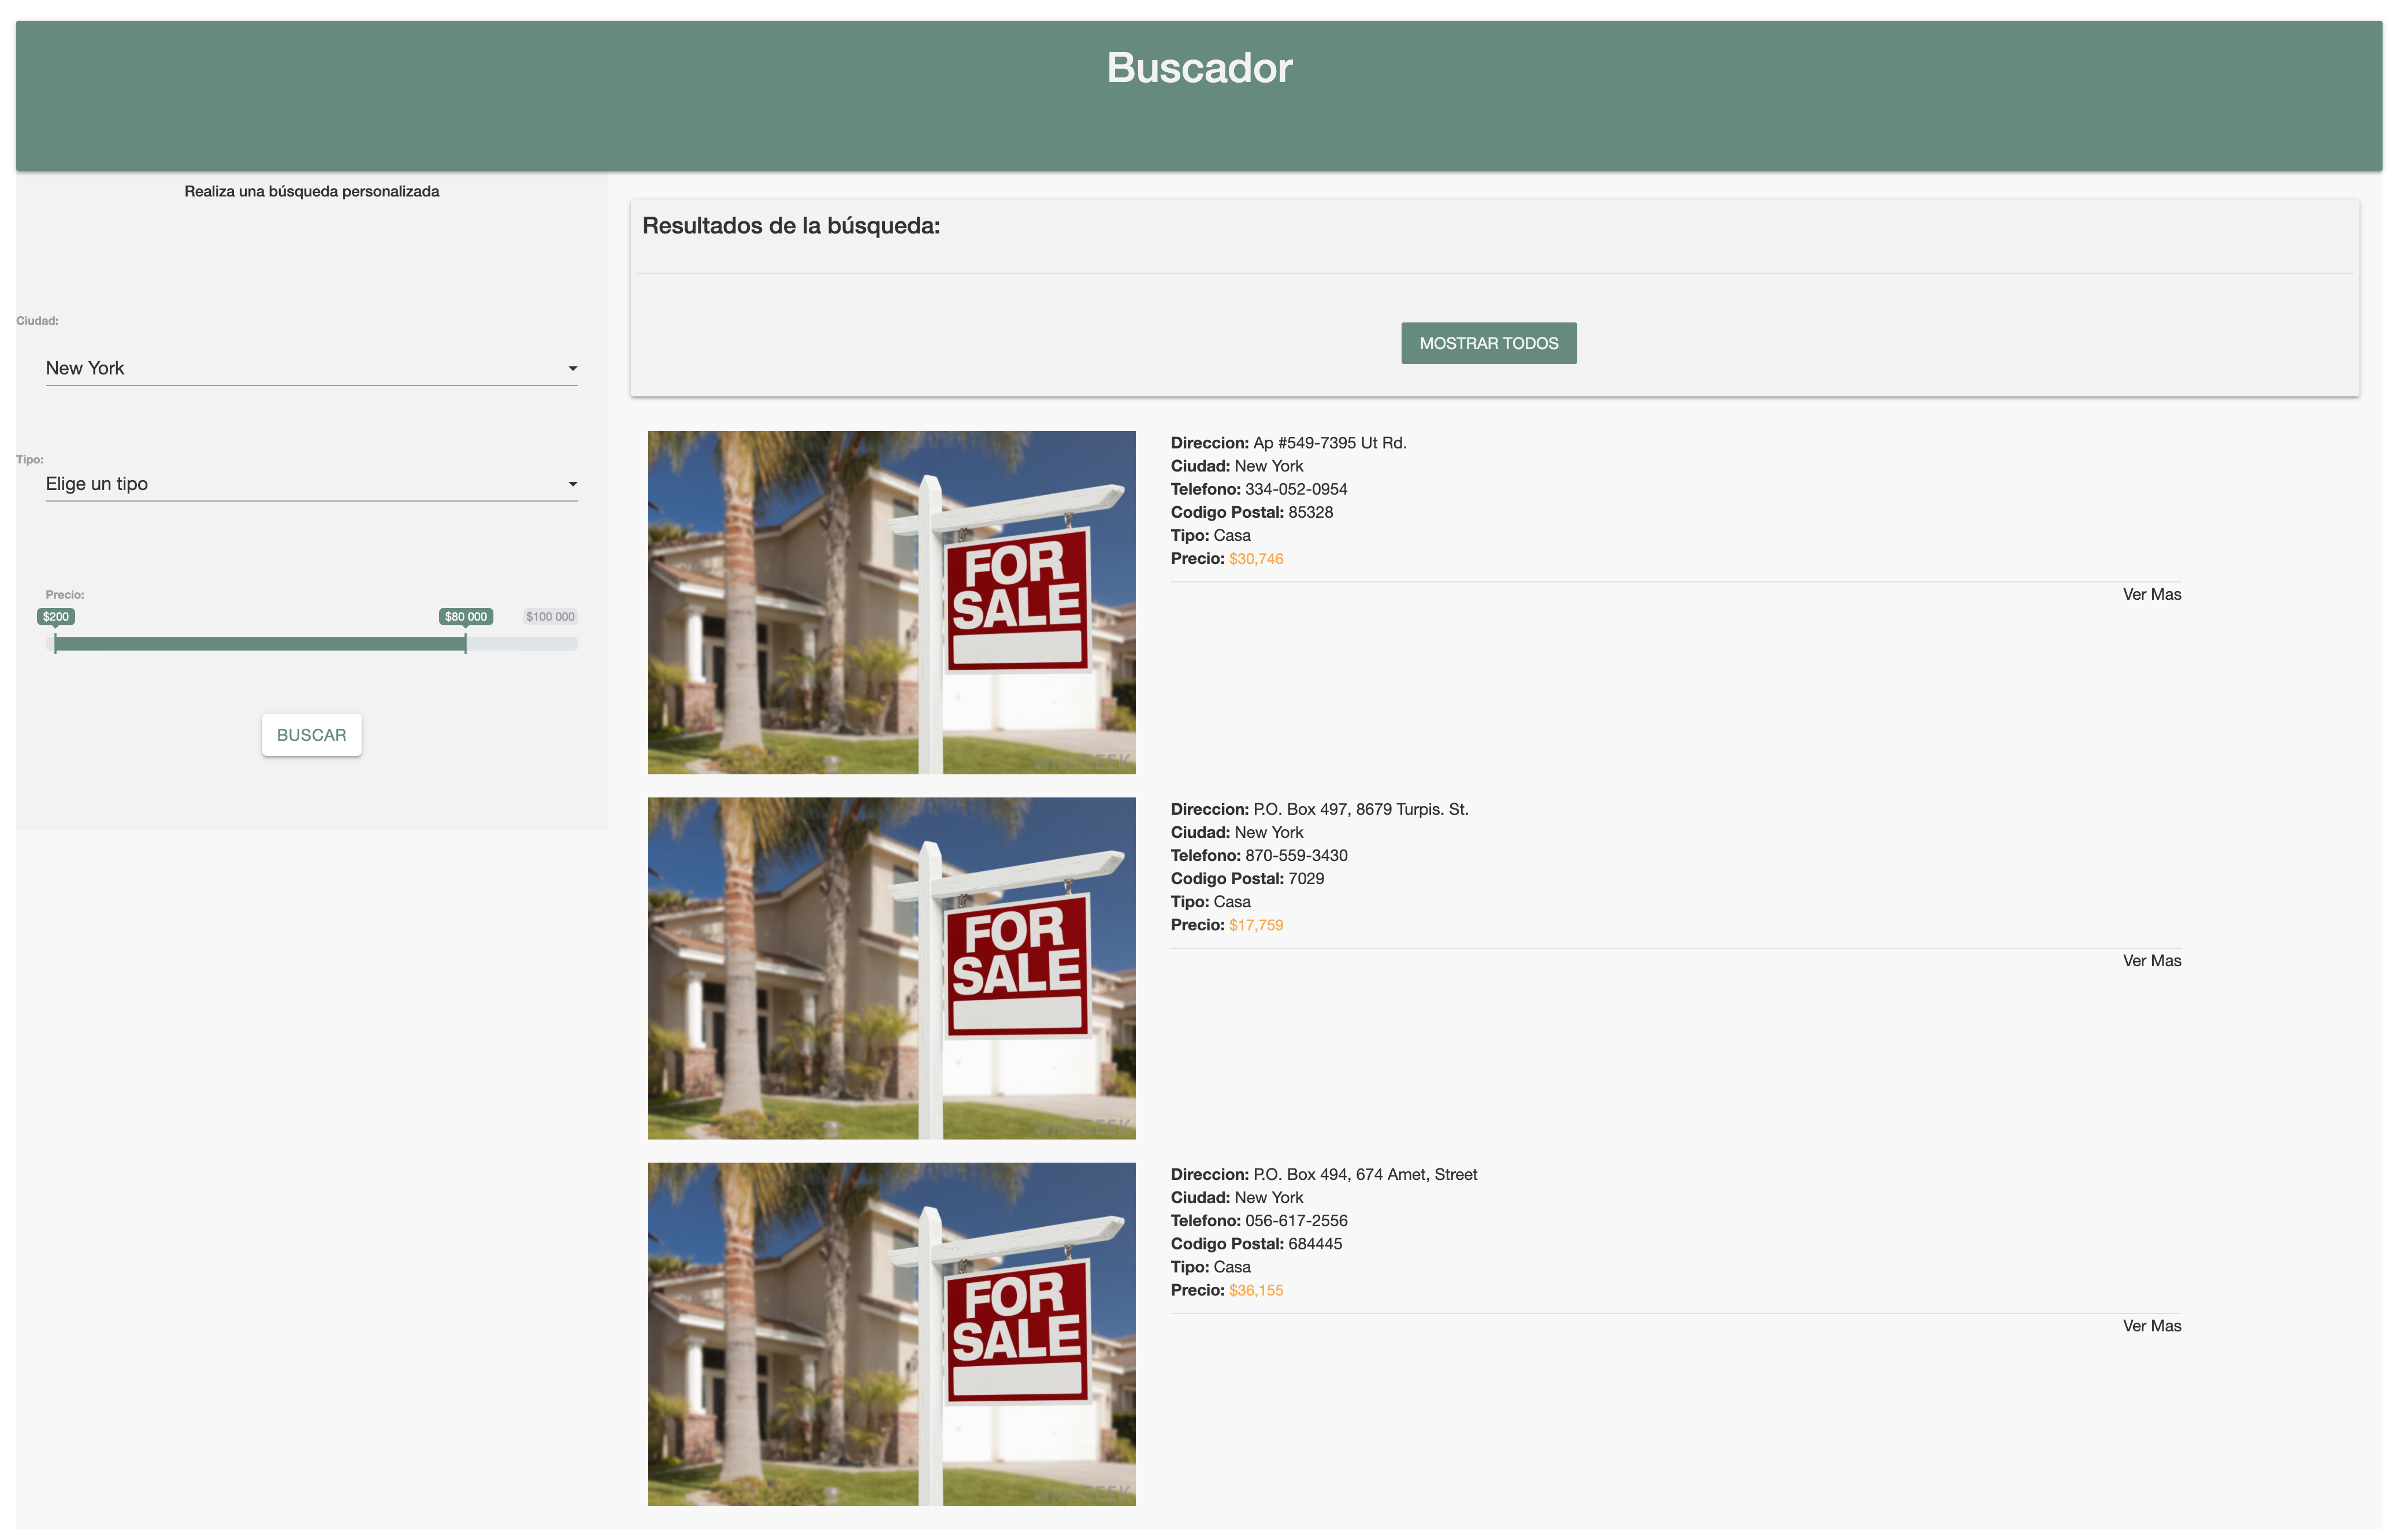 Buscador
Realiza una búsqueda personalizada
Ciudad:
New York
Tipo:
Elige un tipo
Precio:
$200
$80 000
$100 000
BUSCAR
Resultados de la búsqueda:
MOSTRAR TODOS
FOR
SALE
Direccion: Ap #549-7395 Ut Rd.
Ciudad: New York
Telefono: 334-052-0954
Codigo Postal: 85328
Tipo: Casa
Precio: $30,746
Ver Mas
FOR
SALE
Direccion: P.O. Box 497, 8679 Turpis. St.
Ciudad: New York
Telefono: 870-559-3430
Codigo Postal: 7029
Tipo: Casa
Precio: $17,759
Ver Mas
FOR
SALE
Direccion: P.O. Box 494, 674 Amet, Street
Ciudad: New York
Telefono: 056-617-2556
Codigo Postal: 684445
Tipo: Casa
Precio: $36,155
Ver Mas